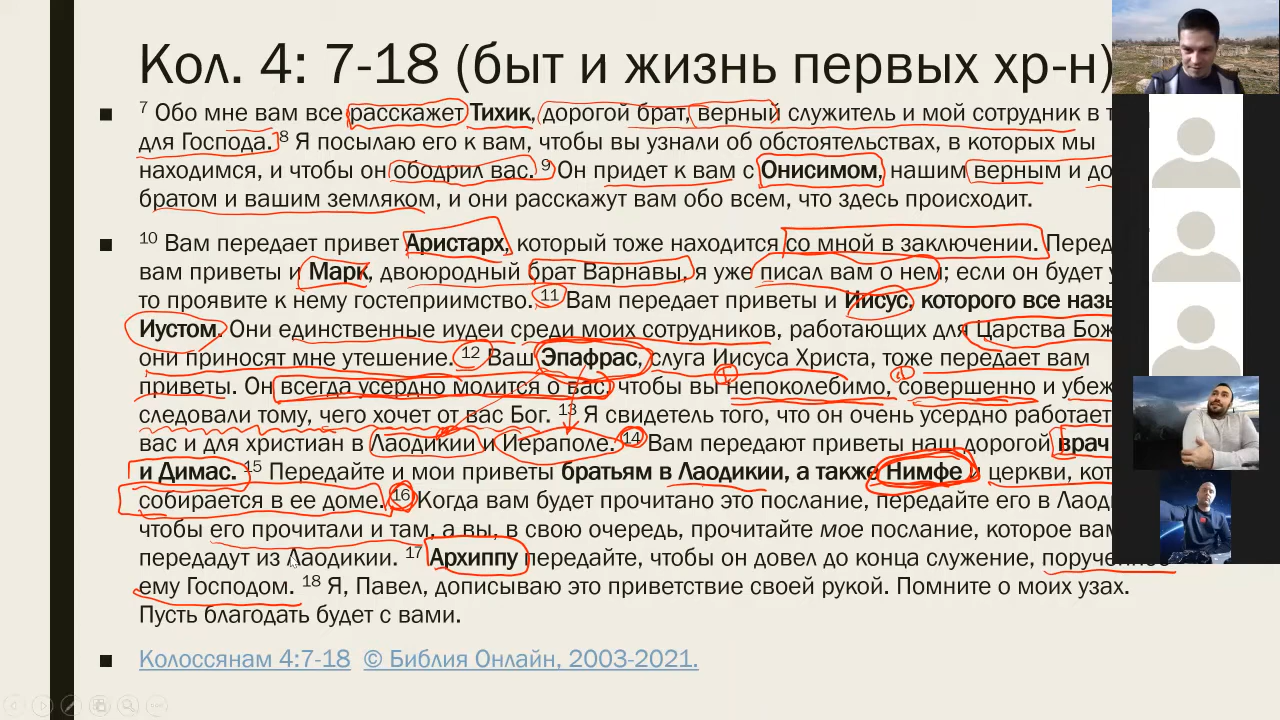 Кол. 4: 7-18 (быт и жизнь первых хр-н)
■ 7 Обо мне вам все расскажет Тихик, дорогой брат, верный служитель и мой сотрудник в т
для Господа. 8 Я посылаю его к вам, чтобы вы узнали об обстоятельствах, в которых мы
находимся, и чтобы он ободрил вас. 9 Он придет к вам с Онисимом, нашим верным и до
братом и вашим земляком, и они расскажут вам обо всем, что здесь происходит.
■ 10 Вам передает привет Аристарх, который тоже находится со мной в заключении. Перед
вам приветы и Марк, двоюродный брат Варнавы, я уже писал вам о нем; если он будет у
то проявите к нему гостеприимство. 11 Вам передает приветы и Иисус, которого все назы
Иустом. Они единственные иудеи среди моих сотрудников, работающих для Царства Бож
они приносят мне утешение. 12 Ваш Эпафрас, слуга Иисуса Христа, тоже передает вам
приветы. Он всегда усердно молится о вас, чтобы вы непоколебимо, совершенно и убеж
следовали тому, чего хочет от вас Бог. 13 Я свидетель того, что он очень усердно работает
вас и для христиан в Лаодикии и Иераполе. 14 Вам передают приветы наш дорогой врач
и Димас. 15 Передайте и мои приветы братьям в Лаодикии, а также Нимфе и церкви, кот
собирается в ее доме. 16 Когда вам будет прочитано это послание, передайте его в Лаоди
чтобы его прочитали и там, а вы, в свою очередь, прочитайте мое послание, которое вам
передадут из Лаодикии. 17 Архиппу передайте, чтобы он довел до конца служение, порученное
ему Господом. 18 Я, Павел, дописываю это приветствие своей рукой. Помните о моих узах.
Пусть благодать будет с вами.
■ Колоссянам 4:7-18 © Библия Онлайн, 2003-2021.